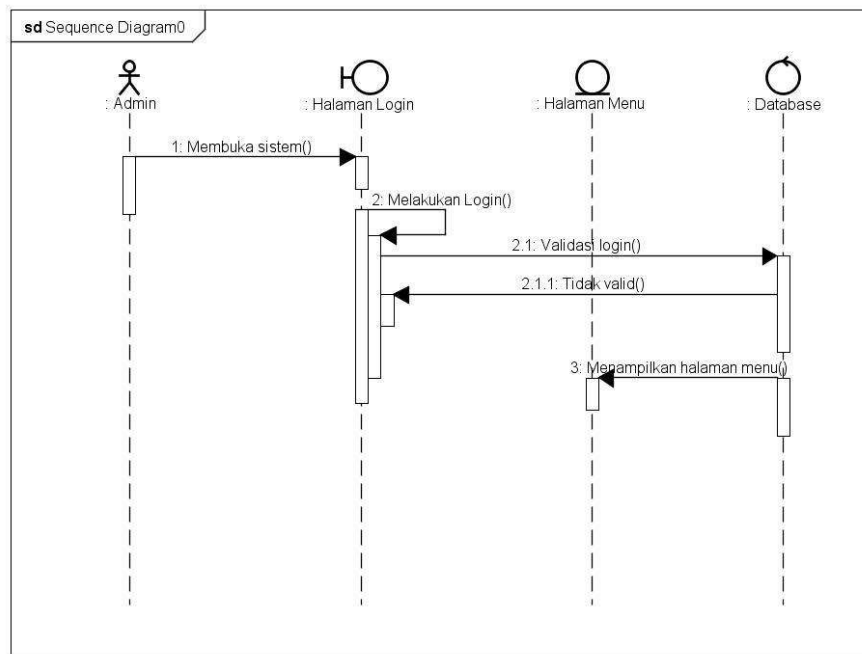 sd Sequence Diagram0
: Admin
: Halaman Login
: Halaman Menu
: Database
1: Membuka sistem()
2: Melakukan Login()
2.1: Validasi login()
2.1.1: Tidak valid()
3: Menampilkan halaman menu()